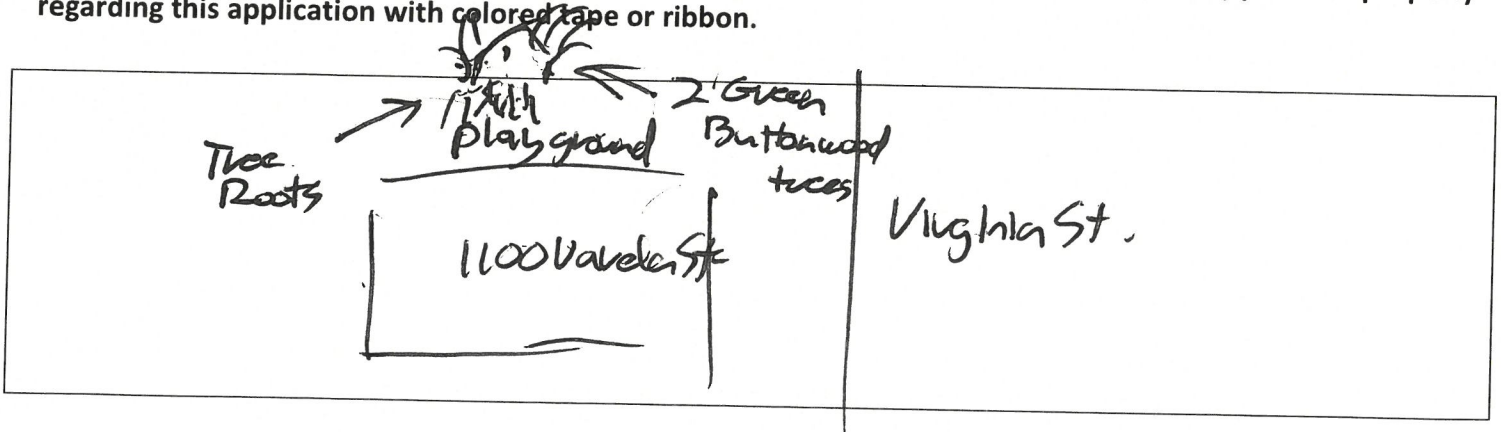 regarding this application with colored tape or ribbon.
2 Green
Buttonwood
trees
Playground
Tree
Roots
1100 Varela St
Virginia St.